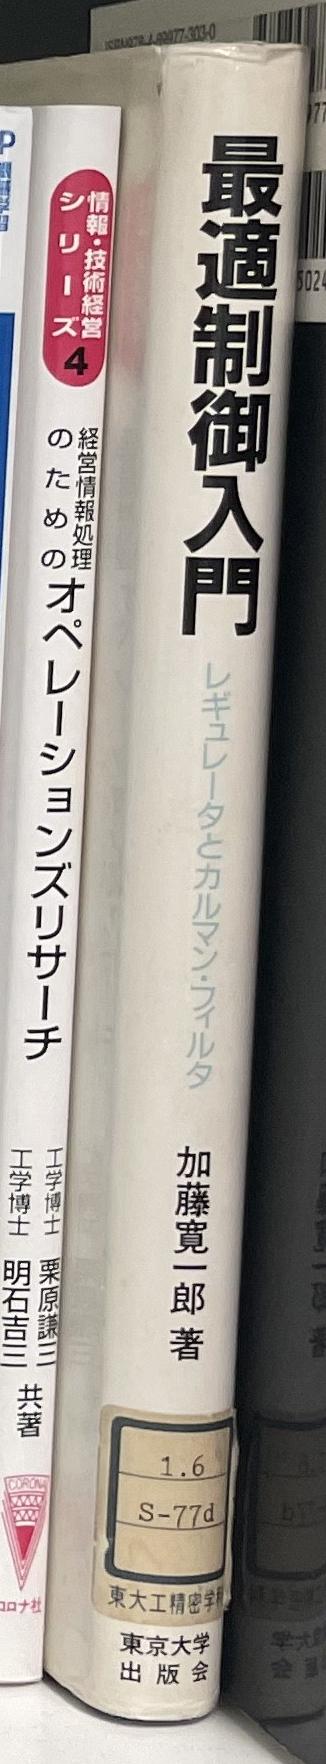 情報・技術経営
シリーズ
4
経営情報処理
のための
オペレーションズリサーチ
工学博士 栗原謙三
工学博士 明石吉三
共著
CORONA
コロナ社
最適制御入門
レギュレータとカルマン・フィルタ
加藤寛一郎 著
1.6
S-77d
東大工精密学科
東京大学
出版会